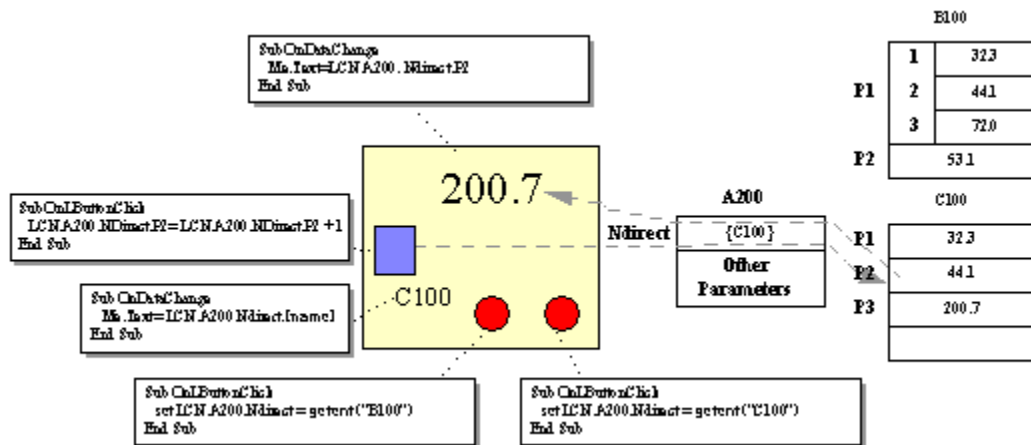 B100
Sub OnDataChange
Me.Text=LCN.A200.Ndirect.P2
End Sub
P1
1 32.3
2 44.1
3 72.0
P2 53.1
200.7
A200
C100
Sub OnLButtonClick
LCN.A200.NDirect.P2=LCN.A200.NDirect.P2 +1
End Sub
Ndirect {C100}
Other
Parameters
P1 32.3
P2 44.1
P3 200.7
Sub OnDataChange
Me.Text=LCN.A200.Ndirect.[name]
End Sub
C100
Sub OnLButtonClick
set LCN.A200.Ndirect = getent("B100")
End Sub
Sub OnLButtonClick
set LCN.A200.Ndirect = getent("C100")
End Sub